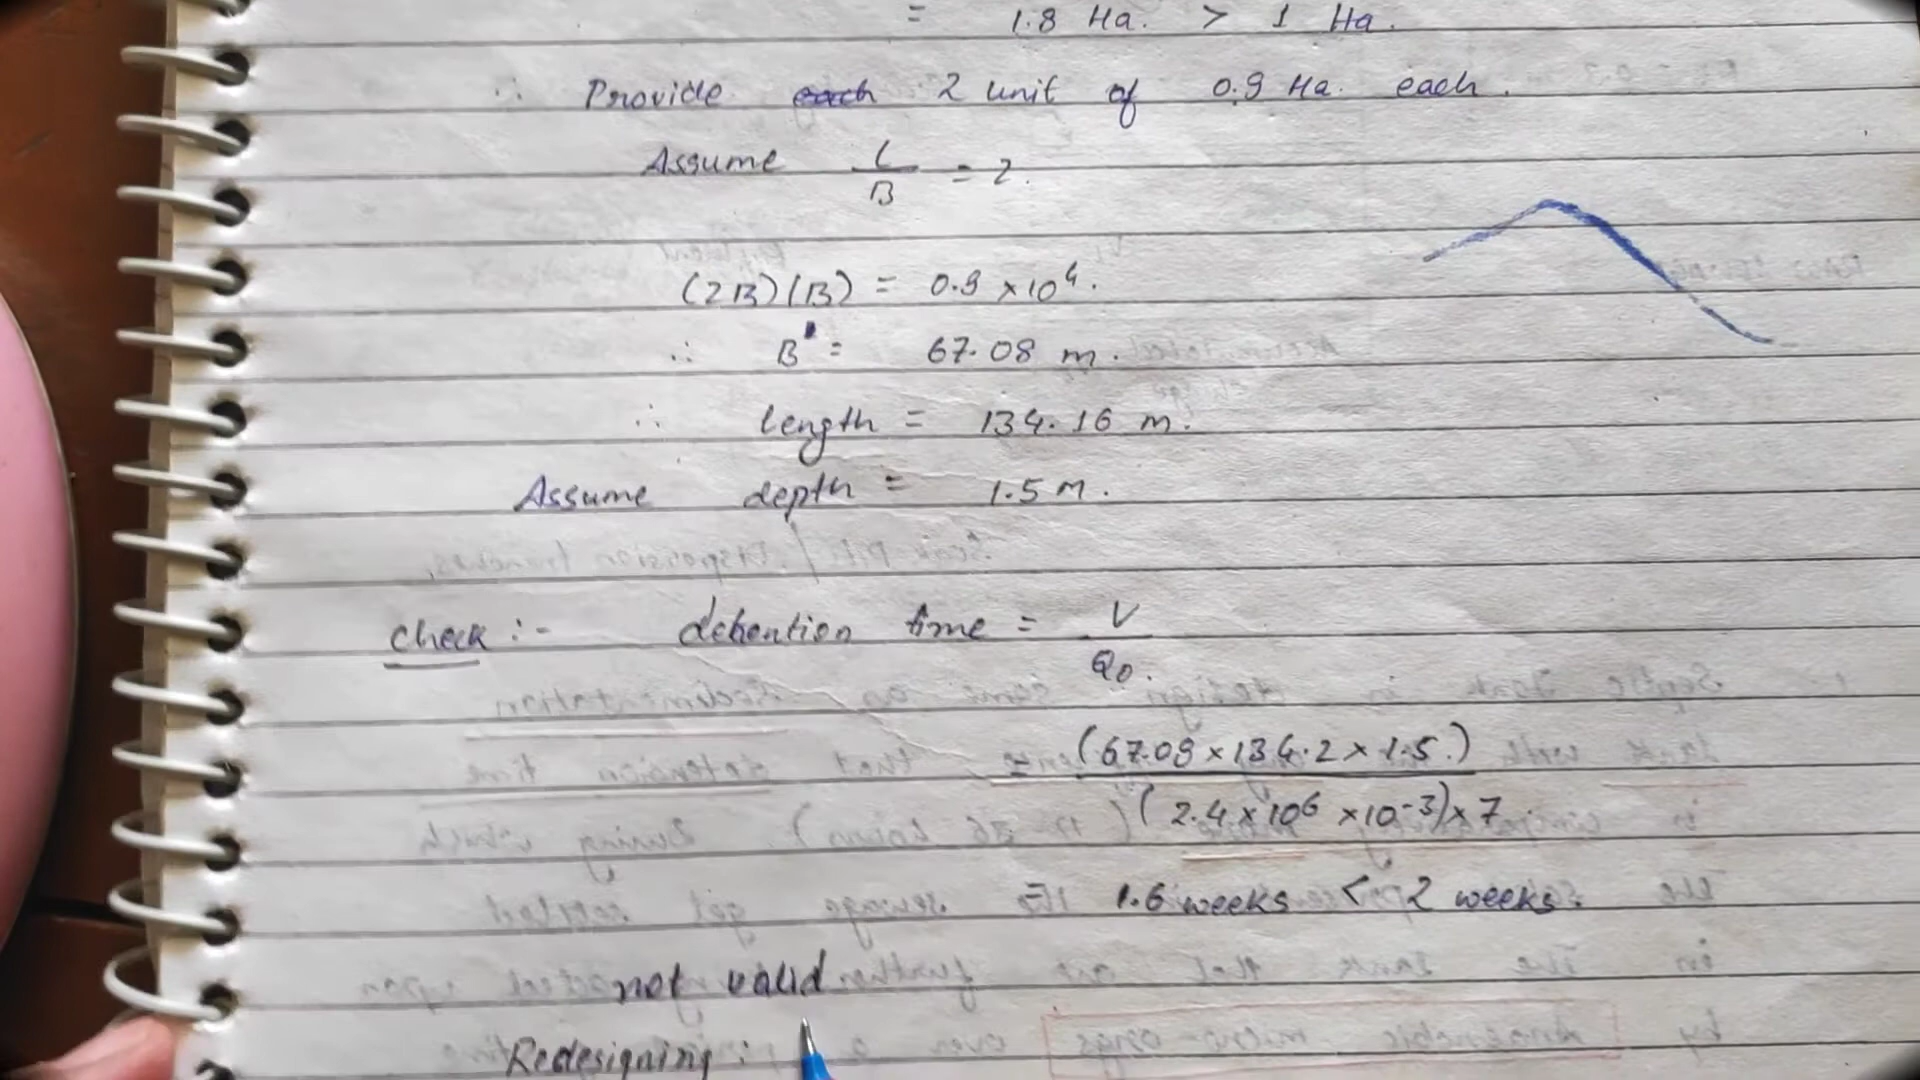 = 1.8 Ha. > 1 Ha.
∴ Provide each 2 unit of 0.9 Ha. each.
Assume L/B = 2.
(2B)(B) = 0.9 × 10⁴.
∴ B = 67.08 m.
∴ length = 134.16 m.
Assume depth = 1.5 m.
Check :- detention time = V/Q₀.
= (67.08 × 134.2 × 1.5.)/(2.4 × 10⁶ × 10⁻³) × 7
1.6 weeks < 2 weeks.
not valid
Redesigning :